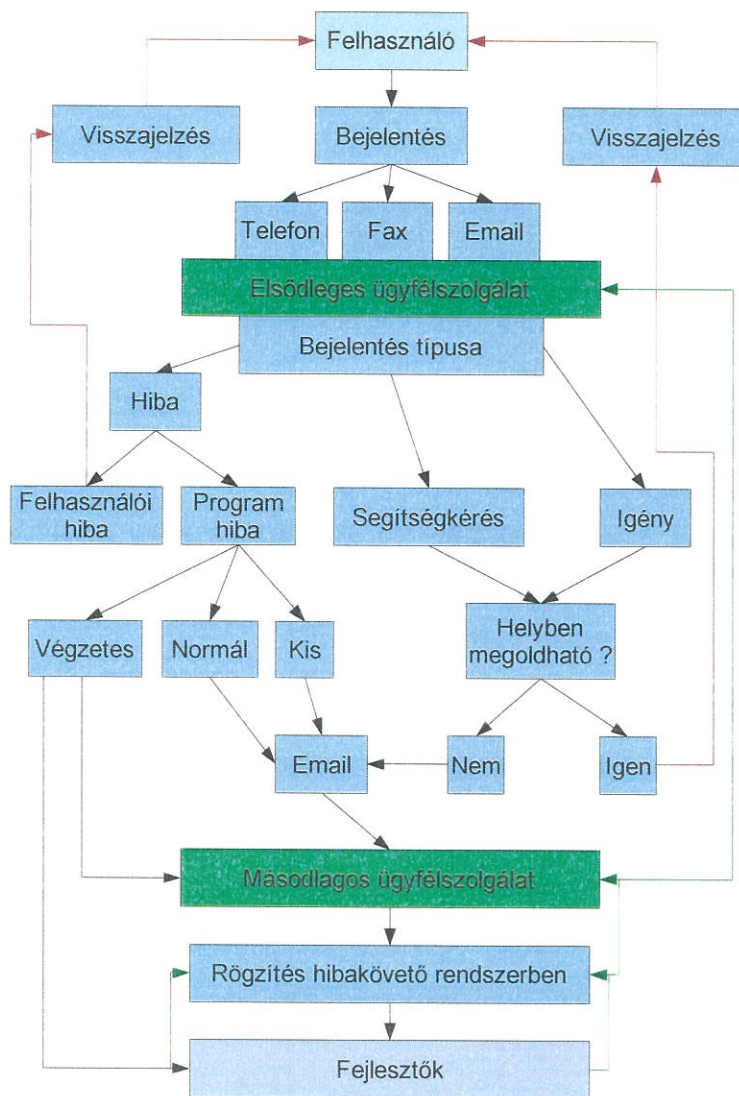 Felhasználó
Visszajelzés
Bejelentés
Visszajelzés
Telefon
Fax
Email
Elsődleges ügyfélszolgálat
Bejelentés típusa
Hiba
Felhasználói
hiba
Program
hiba
Segítségkérés
Igény
Végzetes
Normál
Kis
Helyben
megoldható ?
Email
Nem
Igen
Másodlagos ügyfélszolgálat
Rögzítés hibakövető rendszerben
Fejlesztők